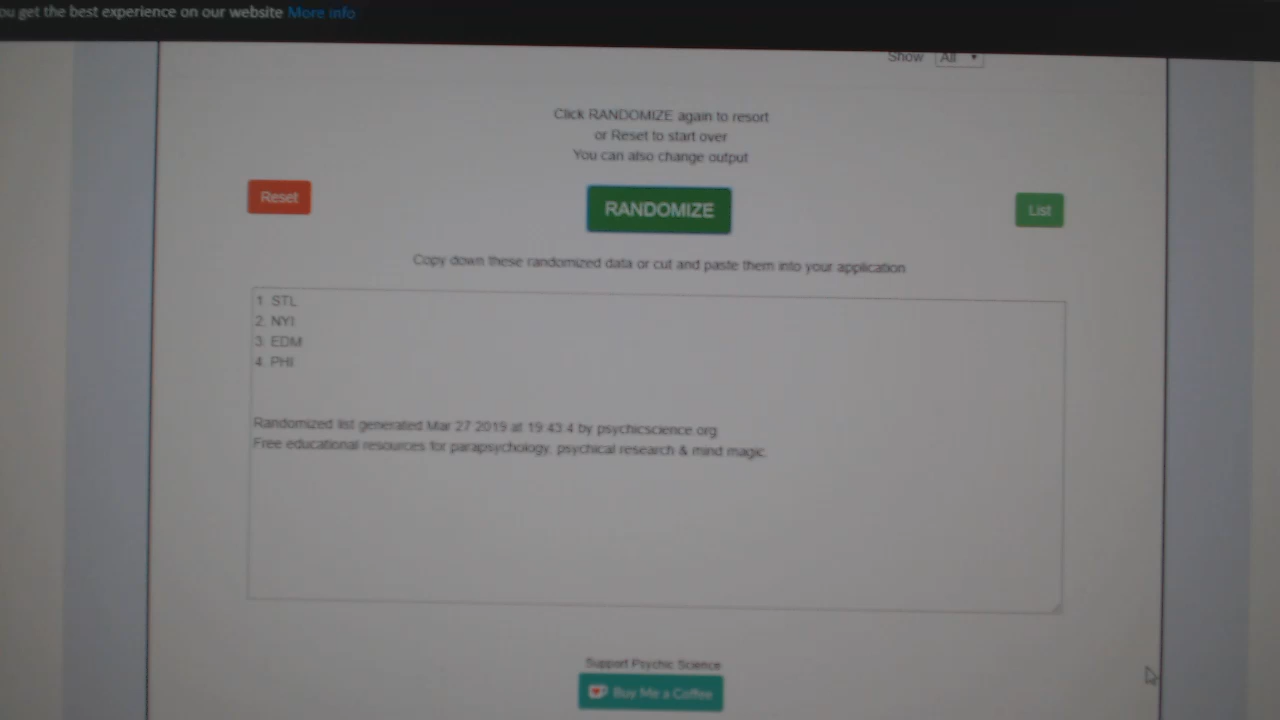 ou get the best experience on our website More info
Show All
Click RANDOMIZE again to resort
or Reset to start over
You can also change output
Reset
RANDOMIZE
List
Copy down these randomized data or cut and paste them into your application
1. STL
2. NYI
3. EDM
4. PHI
Randomized list generated Mar 27 2019 at 19:43:4 by psychicscience.org
Free educational resources for parapsychology, psychical research & mind magic.
Support Psychic Science
Buy Me a Coffee